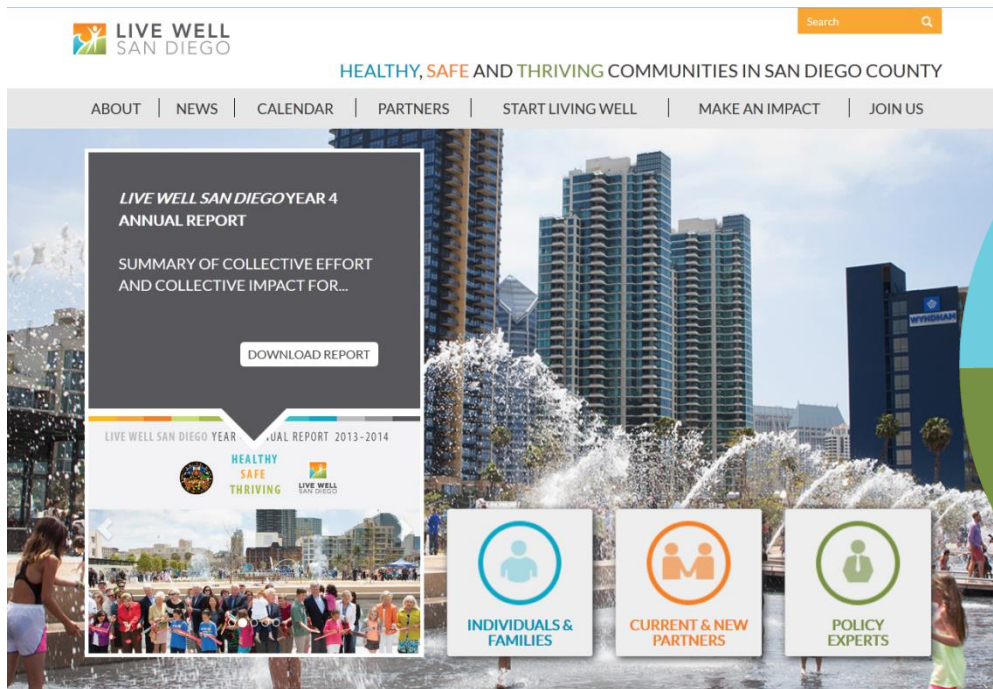 LIVE WELL
SAN DIEGO
Search
HEALTHY, SAFE AND THRIVING COMMUNITIES IN SAN DIEGO COUNTY
ABOUT
NEWS
CALENDAR
PARTNERS
START LIVING WELL
MAKE AN IMPACT
JOIN US
LIVE WELL SAN DIEGO YEAR 4
ANNUAL REPORT
SUMMARY OF COLLECTIVE EFFORT
AND COLLECTIVE IMPACT FOR...
DOWNLOAD REPORT
LIVE WELL SAN DIEGO YEAR REPORT 2013-2014
HEALTHY
SAFE
THRIVING
LIVE WELL
SAN DIEGO
WYNDHAM
INDIVIDUALS &
FAMILIES
CURRENT & NEW
PARTNERS
POLICY
EXPERTS